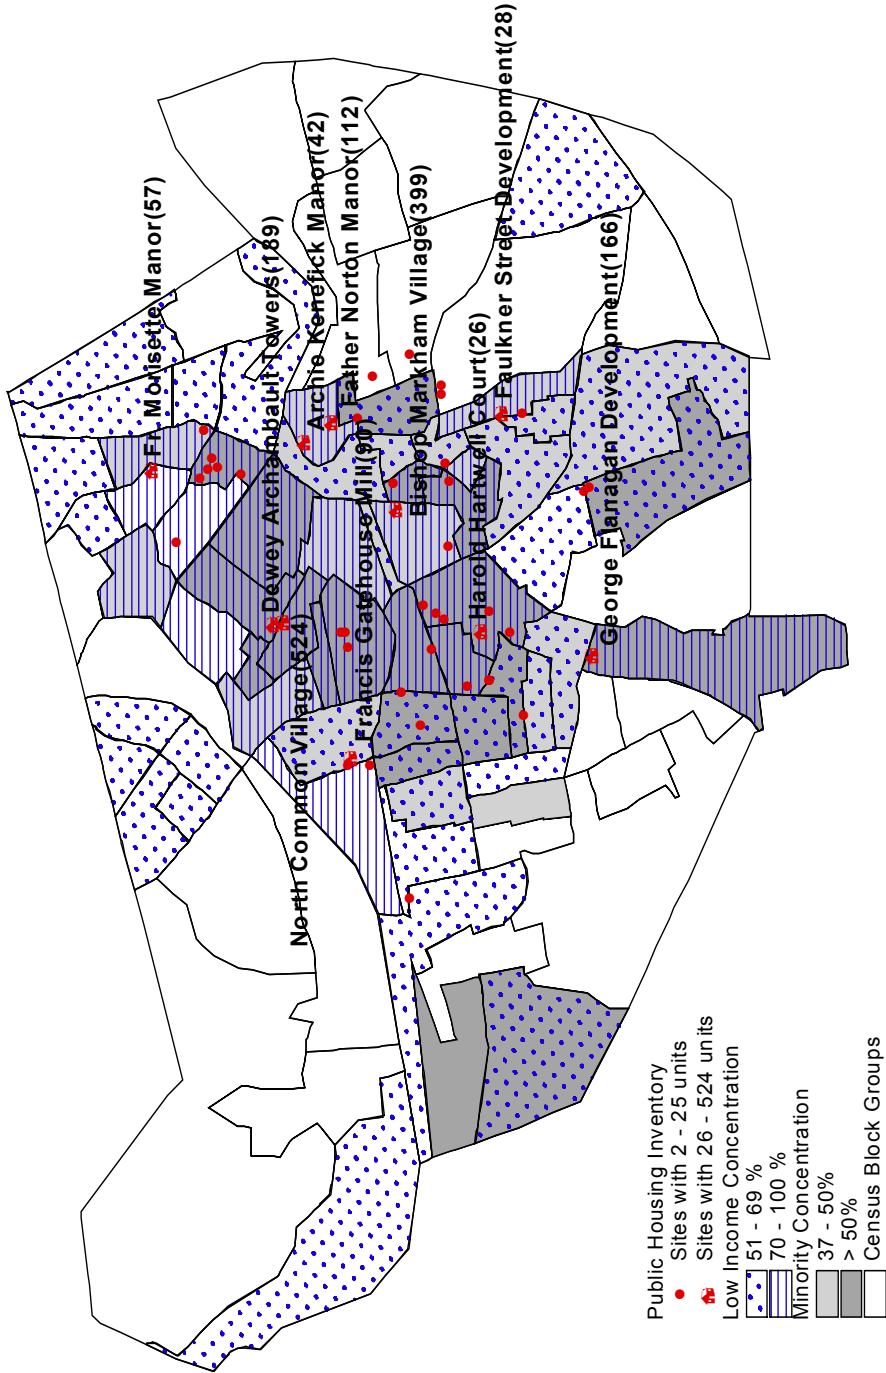 Fr. Morisette Manor(57)
Dewey Archambault Towers(189)
Archie Kenefick Manor(42)
Father Norton Manor(112)
North Common Village(524)
Francis Gatehouse Mill(90)
Bishop Markham Village(399)
Harold Hartwell Court(26)
Faulkner Street Development(28)
George Flanagan Development(166)
Public Housing Inventory
Sites with 2 - 25 units
Sites with 26 - 524 units
Low Income Concentration
51 - 69 %
70 - 100 %
Minority Concentration
37 - 50%
> 50%
Census Block Groups